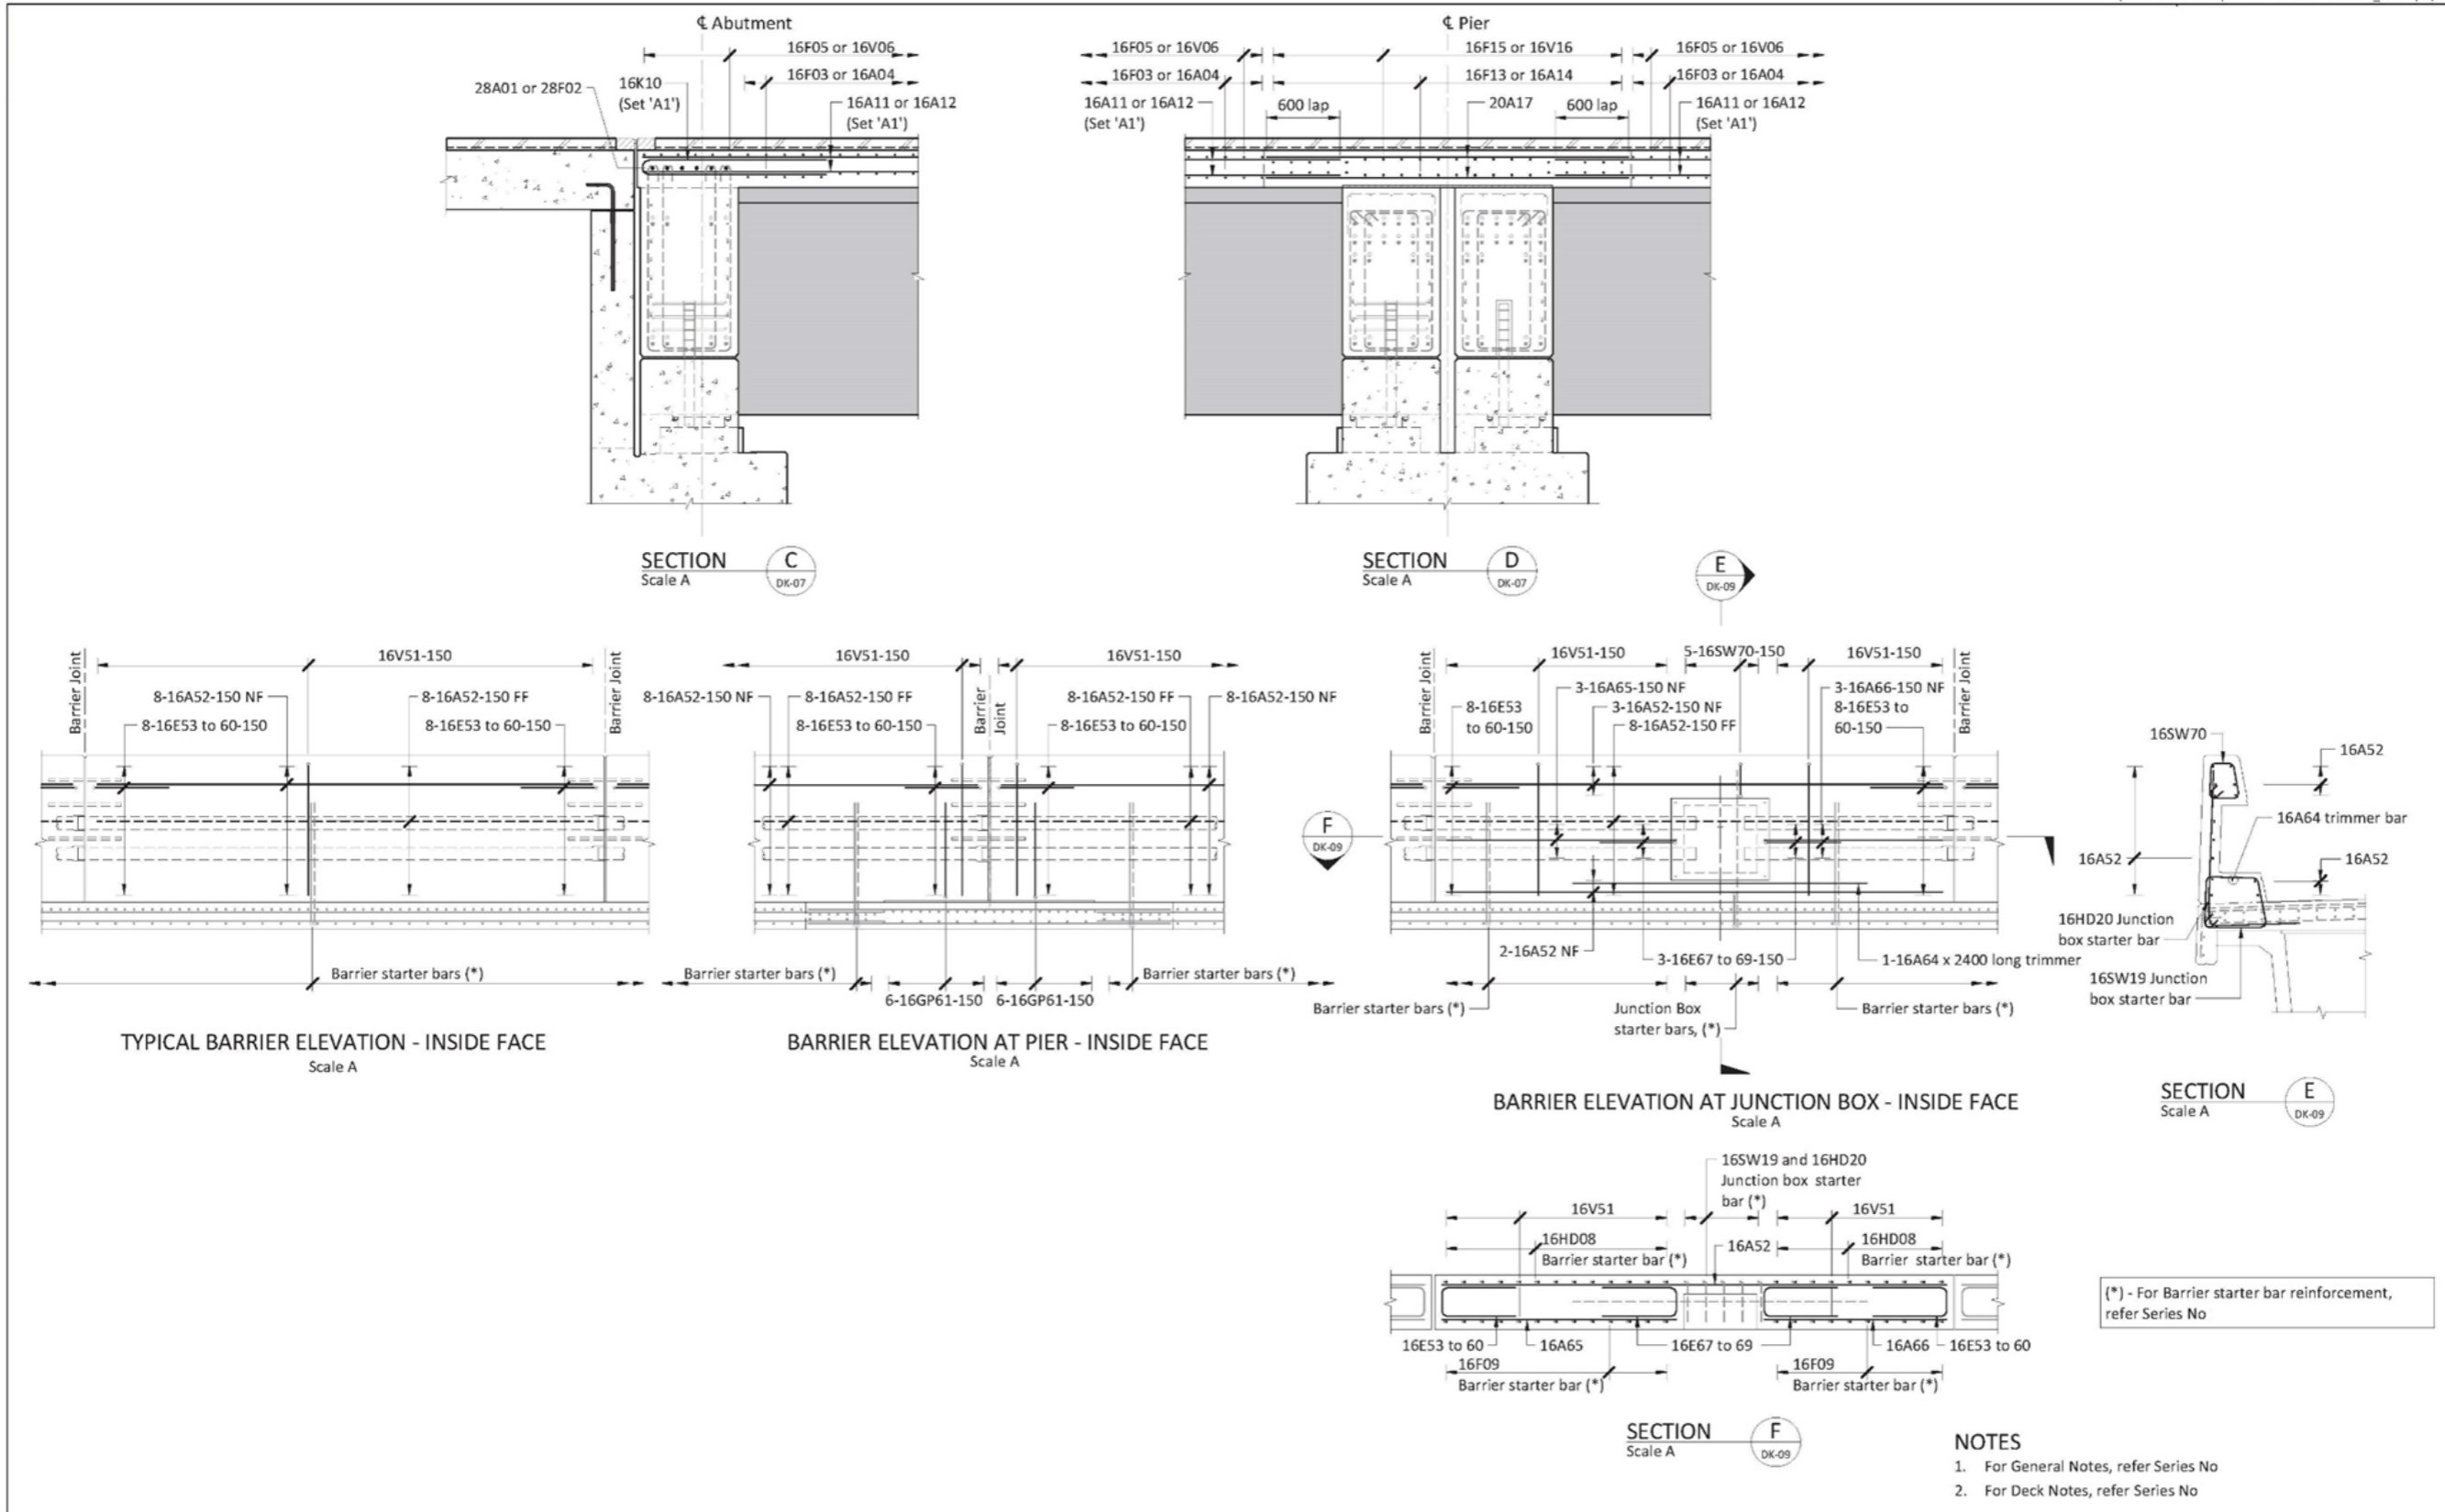 ℄ Abutment
16F05 or 16V06
16F03 or 16A04
28A01 or 28F02
16K10
(Set 'A1')
16A11 or 16A12
(Set 'A1')
℄ Pier
16F05 or 16V06
16F15 or 16V16
16F05 or 16V06
16F03 or 16A04
16F13 or 16A14
16F03 or 16A04
16A11 or 16A12
(Set 'A1')
600 lap
20A17
600 lap
16A11 or 16A12
(Set 'A1')
SECTION
Scale A
C
DK-07
SECTION
Scale A
D
DK-07
E
DK-09
Barrier Joint
16V51-150
Barrier Joint
8-16A52-150 NF
8-16A52-150 FF
8-16E53 to 60-150
8-16E53 to 60-150
Barrier starter bars (*)
TYPICAL BARRIER ELEVATION - INSIDE FACE
Scale A
16V51-150
16V51-150
8-16A52-150 NF
8-16A52-150 FF
8-16A52-150 FF
8-16A52-150 NF
8-16E53 to 60-150
Barrier
Joint
8-16E53 to 60-150
Barrier starter bars (*)
Barrier starter bars (*)
6-16GP61-150
6-16GP61-150
BARRIER ELEVATION AT PIER - INSIDE FACE
Scale A
Barrier Joint
16V51-150
5-16SW70-150
16V51-150
Barrier Joint
3-16A65-150 NF
3-16A66-150 NF
8-16E53
to 60-150
3-16A52-150 NF
8-16A52-150 FF
8-16E53 to
60-150
F
DK-09
2-16A52 NF
3-16E67 to 69-150
1-16A64 x 2400 long trimmer
Barrier starter bars (*)
Junction Box
starter bars, (*)
Barrier starter bars (*)
BARRIER ELEVATION AT JUNCTION BOX - INSIDE FACE
Scale A
16SW70
16A52
16A64 trimmer bar
16A52
16A52
16HD20 Junction
box starter bar
16SW19 Junction
box starter bar
SECTION
Scale A
E
DK-09
16SW19 and 16HD20
Junction box starter
bar (*)
16V51
16V51
16HD08
Barrier starter bar (*)
16A52
16HD08
Barrier starter bar (*)
16E53 to 60
16A65
16E67 to 69
16A66
16E53 to 60
16F09
Barrier starter bar (*)
16F09
Barrier starter bar (*)
SECTION
Scale A
F
DK-09
(*) - For Barrier starter bar reinforcement,
refer Series No
NOTES
1. For General Notes, refer Series No
2. For Deck Notes, refer Series No